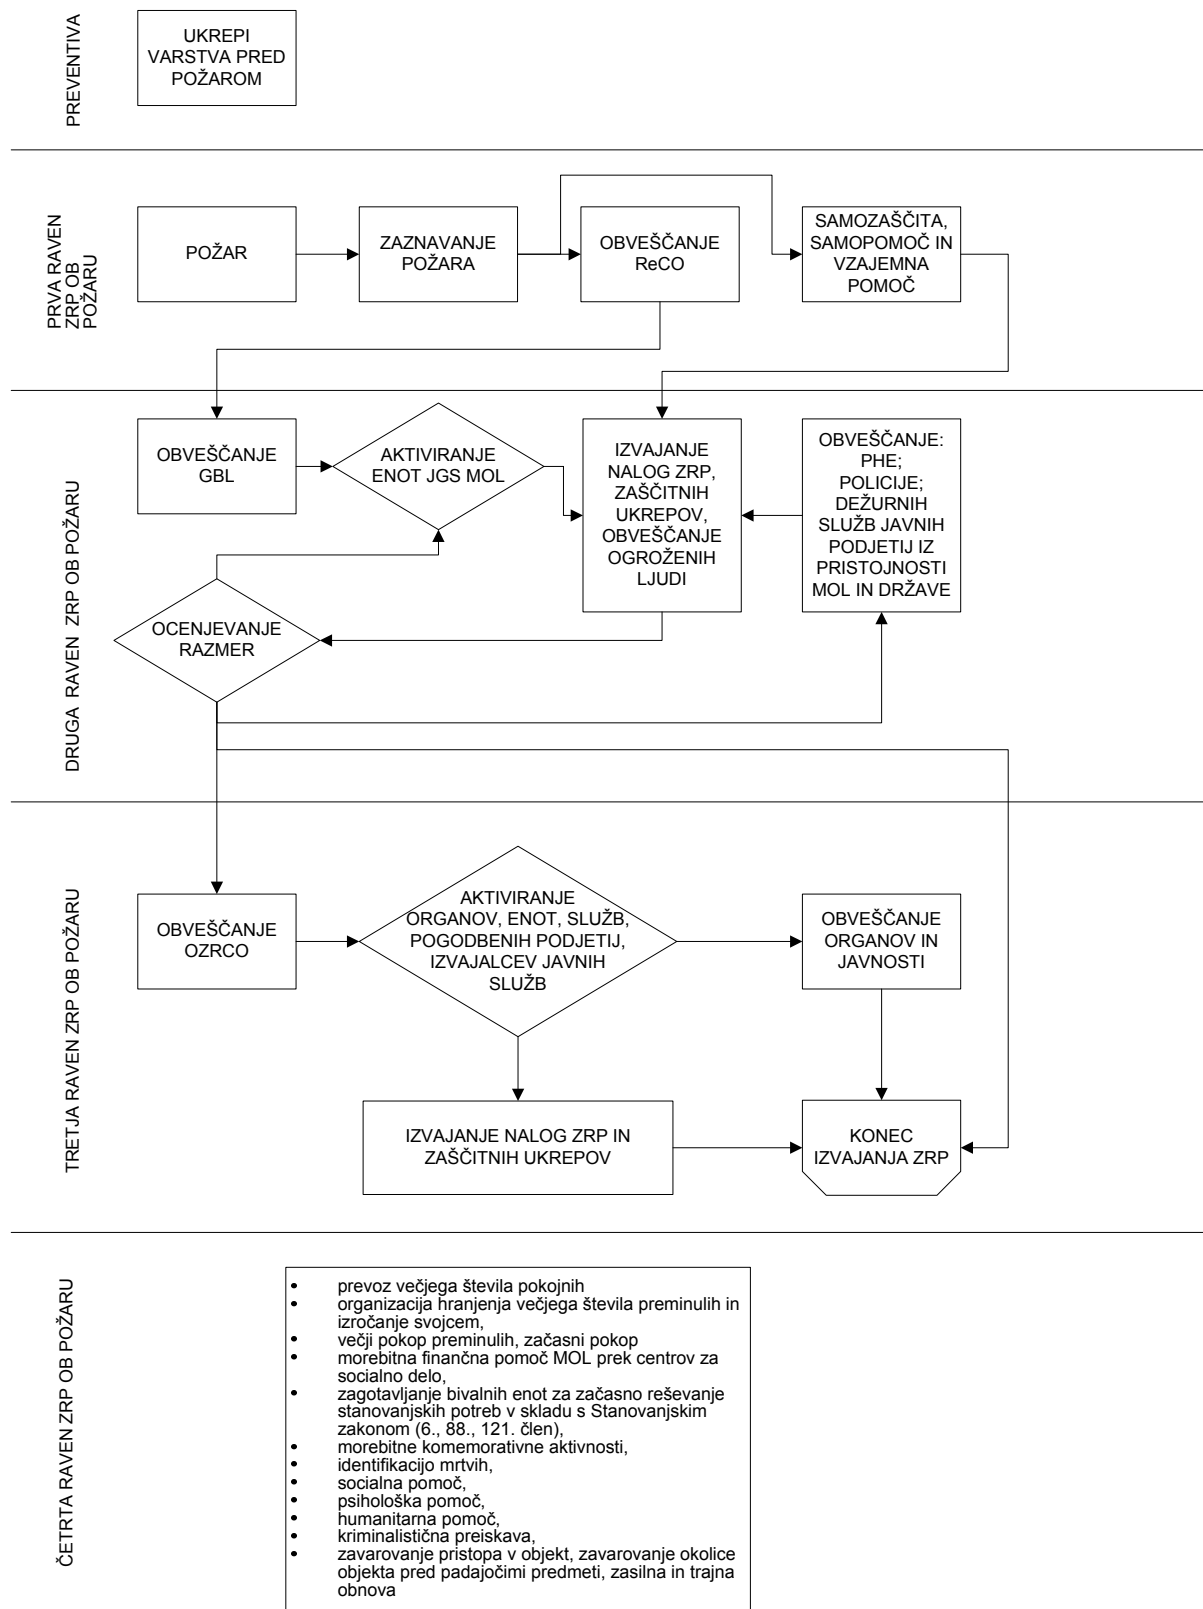 PREVENTIVA
UKREPI
VARSTVA PRED
POŽAROM
PRVA RAVEN
ZRP OB
POŽARU
POŽAR
ZAZNAVANJE
POŽARA
OBVEŠČANJE
ReCO
SAMOZAŠČITA,
SAMOPOMOČ IN
VZAJEMNA
POMOČ
DRUGA RAVEN ZRP OB POŽARU
OBVEŠČANJE
GBL
AKTIVIRANJE
ENOT JGS MOL
IZVAJANJE
NALOG ZRP,
ZAŠČITNIH
UKREPOV,
OBVEŠČANJE
OGROŽENIH
LJUDI
OBVEŠČANJE:
PHE;
POLICIJE;
DEŽURNIH
SLUŽB JAVNIH
PODJETIJ IZ
PRISTOJNOSTI
MOL IN DRŽAVE
OCENJEVANJE
RAZMER
TRETJA RAVEN ZRP OB POŽARU
OBVEŠČANJE
OZRCO
AKTIVIRANJE
ORGANOV, ENOT, SLUŽB,
POGODBENIH PODJETIJ,
IZVAJALCEV JAVNIH
SLUŽB
OBVEŠČANJE
ORGANOV IN
JAVNOSTI
IZVAJANJE NALOG ZRP IN
ZAŠČITNIH UKREPOV
KONEC
IZVAJANJA ZRP
ČETRTA RAVEN ZRP OB POŽARU
• prevoz večjega števila pokojnih
• organizacija hranjenja večjega števila preminulih in
izročanje svojcem,
• večji pokop preminulih, začasni pokop
• morebitna finančna pomoč MOL prek centrov za
socialno delo,
• zagotavljanje bivalnih enot za začasno reševanje
stanovanjskih potreb v skladu s Stanovanjskim
zakonom (6., 88., 121. člen),
• morebitne komemorativne aktivnosti,
• identifikacijo mrtvih,
• socialna pomoč,
• psihološka pomoč,
• humanitarna pomoč,
• kriminalistična preiskava,
• zavarovanje pristopa v objekt, zavarovanje okolice
objekta pred padajočimi predmeti, zasilna in trajna
obnova